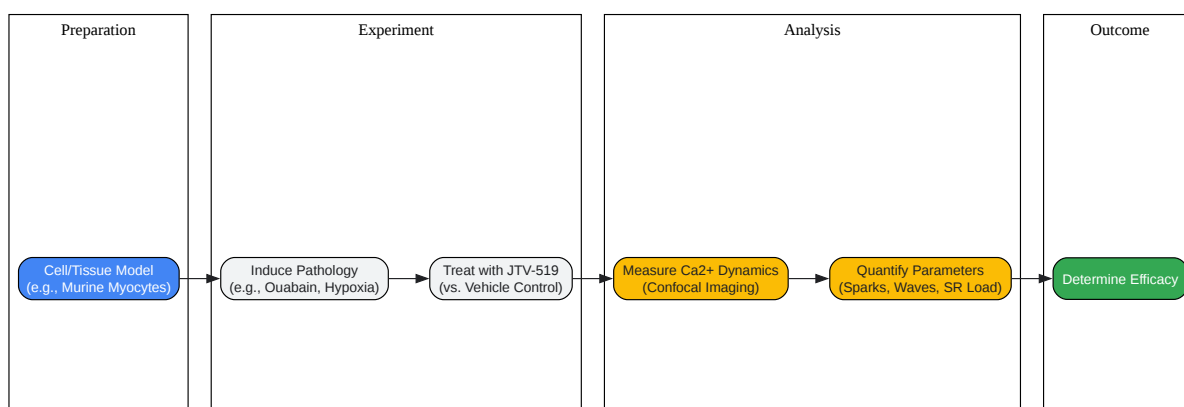 Preparation
Experiment
Analysis
Outcome
Cell/Tissue Model
(e.g., Murine Myocytes)
Induce Pathology
(e.g., Ouabain, Hypoxia)
Treat with JTV-519
(vs. Vehicle Control)
Measure Ca2+ Dynamics
(Confocal Imaging)
Quantify Parameters
(Sparks, Waves, SR Load)
Determine Efficacy